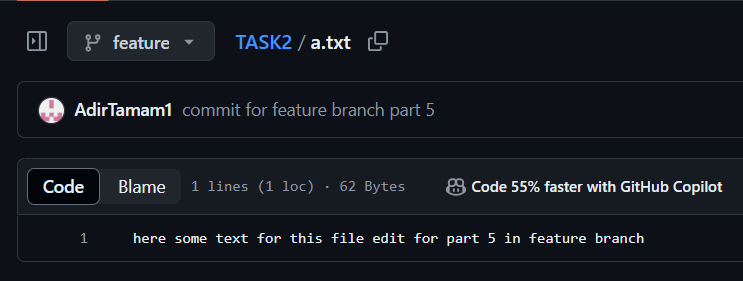 feature TASK2 / a.txt
AdirTamam1 commit for feature branch part 5
Code Blame 1 lines (1 loc) · 62 Bytes Code 55% faster with GitHub Copilot
1 here some text for this file edit for part 5 in feature branch